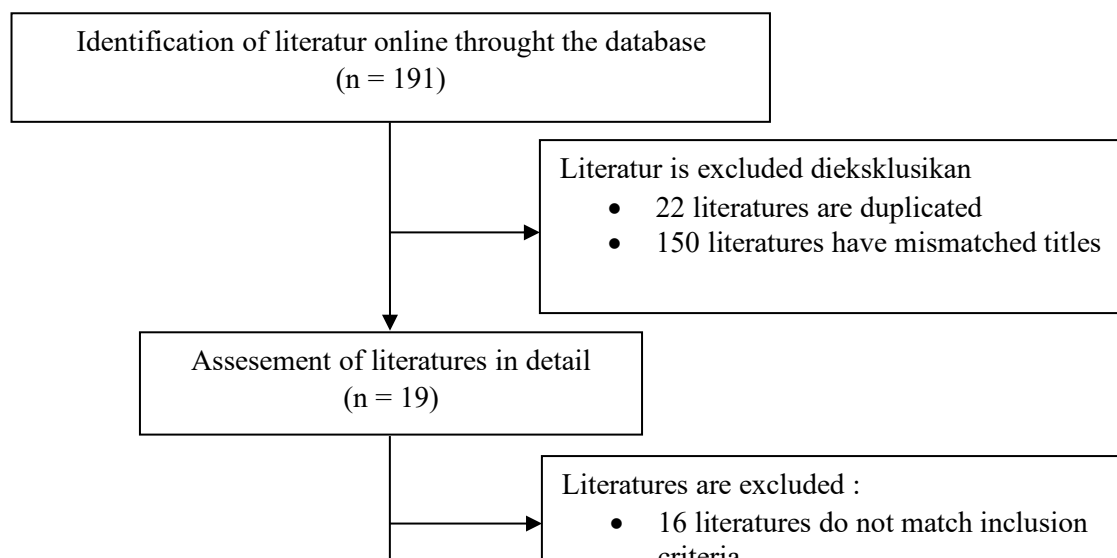 Identification of literatur online throught the database
(n = 191)
Literatur is excluded dieksklusikan
• 22 literatures are duplicated
• 150 literatures have mismatched titles
Assesement of literatures in detail
(n = 19)
Literatures are excluded :
• 16 literatures do not match inclusion
criteria